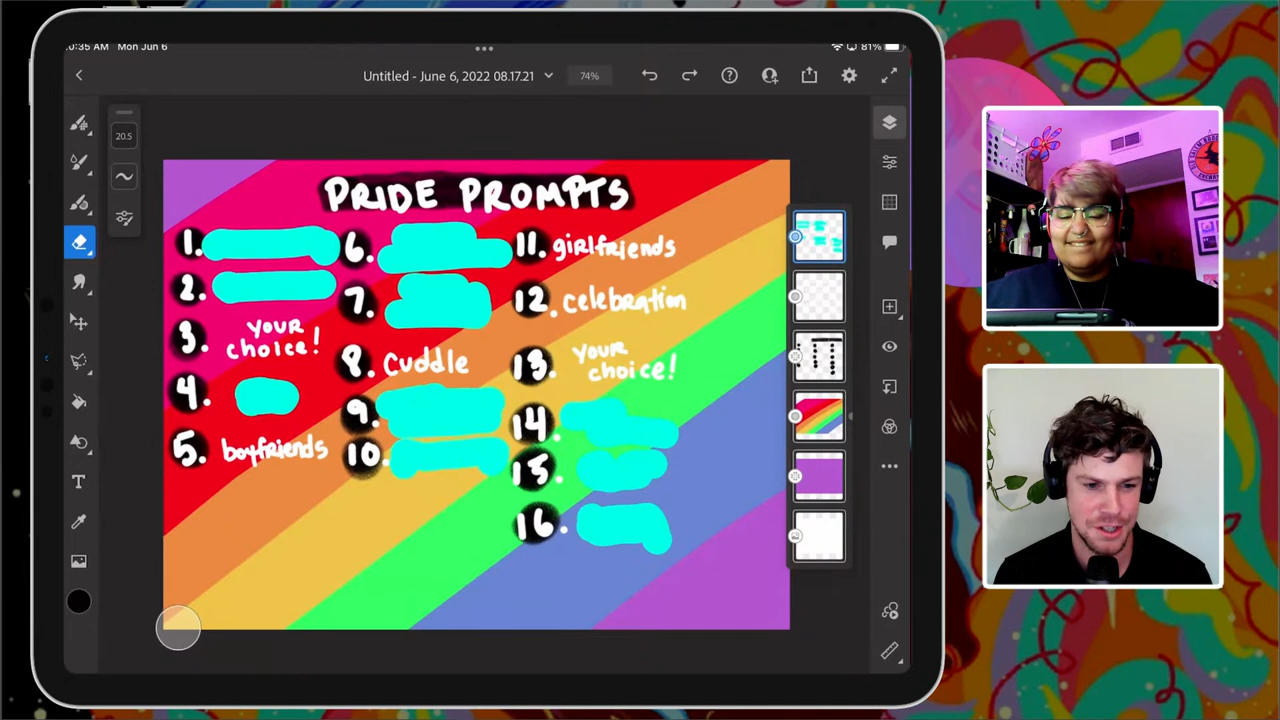 0:35 AM Mon Jun 6
81%
Untitled - June 6, 2022 08.17.21
74%
20.5
PRIDE PROMPTS
1.
2.
3. YOUR
choice!
4.
5. boyfriends
6.
7.
8. Cuddle
9.
10.
11. girlfriends
12. celebration
13. YOUR
choice!
14.
15.
16.
T